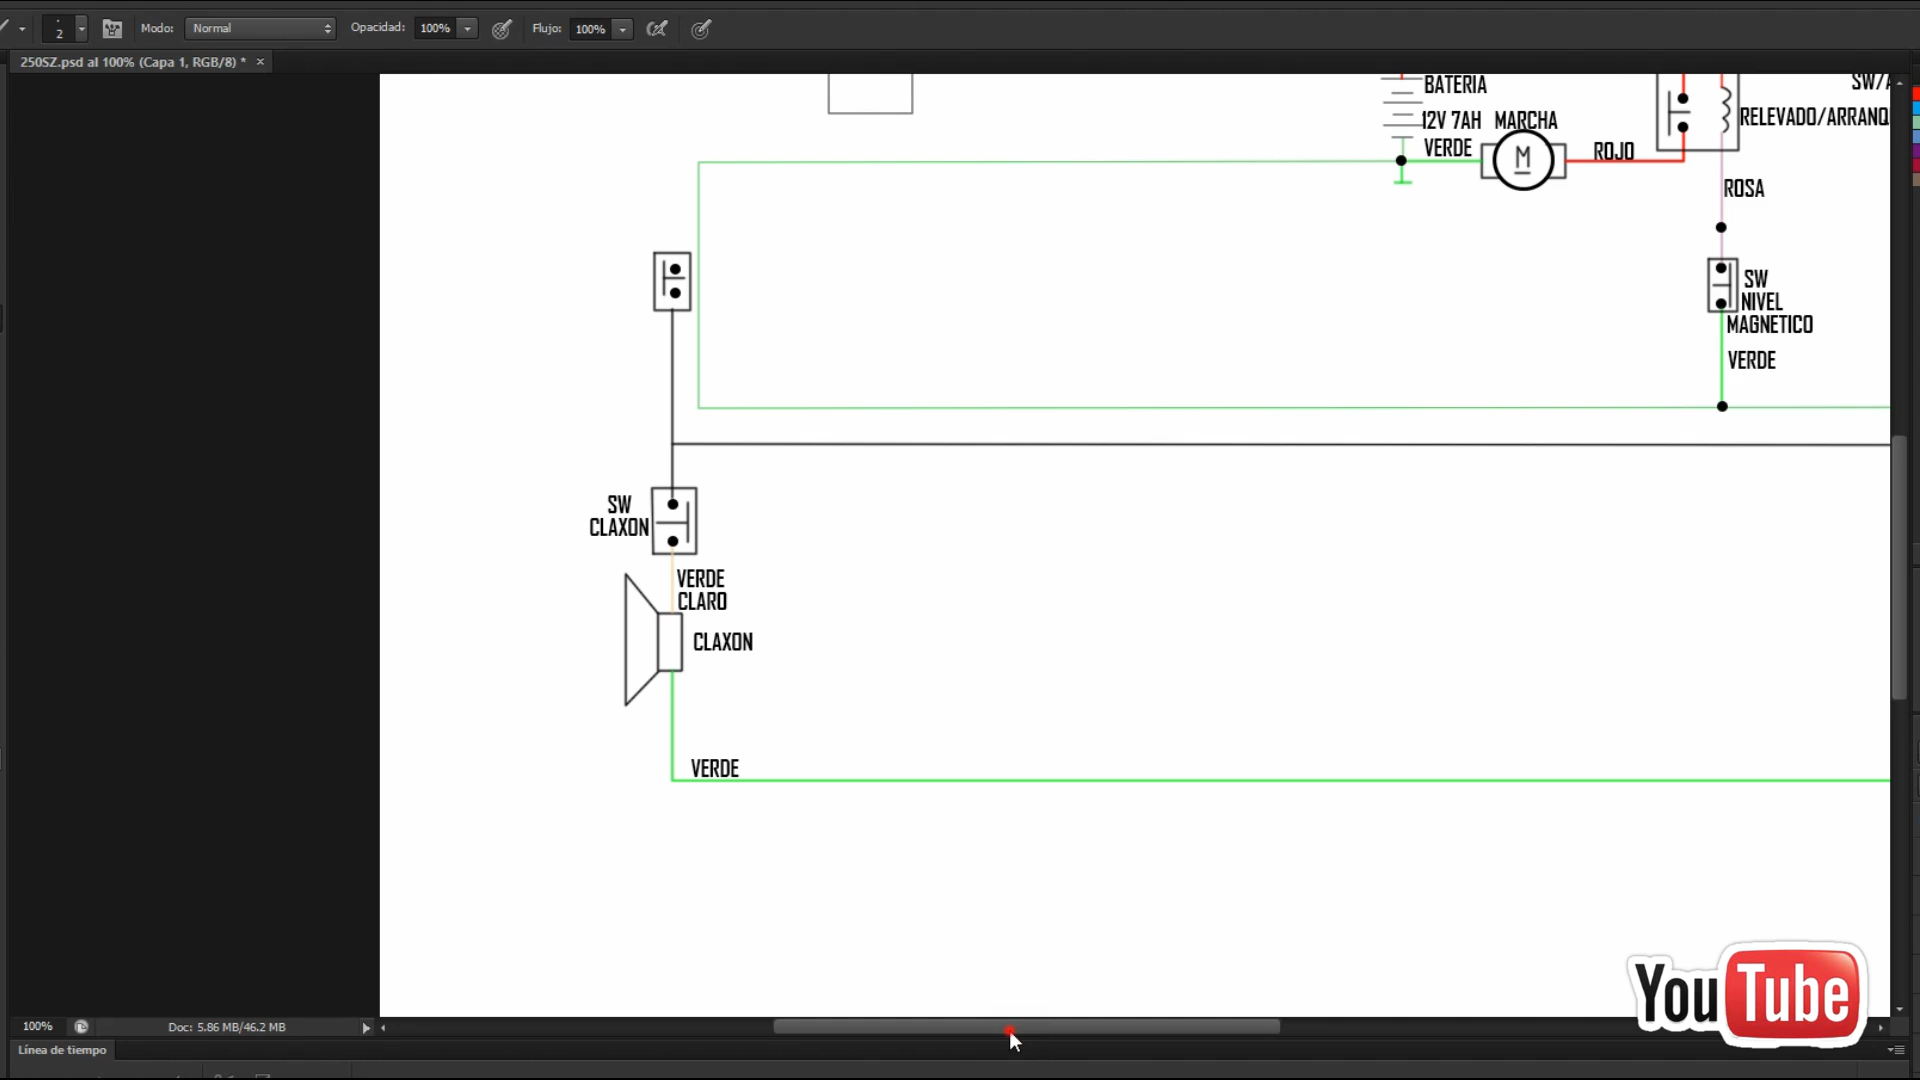 2
Modo:
Normal
Opacidad:
100%
Flujo:
100%
250SZ.psd al 100% (Capa 1, RGB/8) *
BATERIA
12V 7AH
MARCHA
VERDE
M
ROJO
RELEVADO/ARRANQ
ROSA
SW
NIVEL
MAGNETICO
VERDE
SW
CLAXON
VERDE
CLARO
CLAXON
VERDE
YouTube
100%
Doc: 5.86 MB/46.2 MB
Línea de tiempo